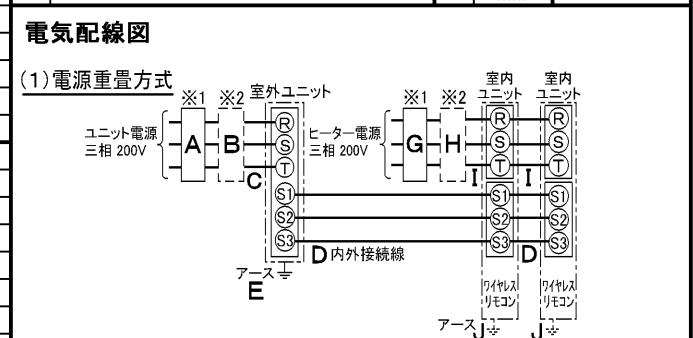 電気配線図
(1)電源重畳方式
※1 ※2 室外ユニット
ユニット電源
三相 200V
A B C
R
S
T
S1
S2
S3
アース
E
D 内外接続線
※1 ※2
ヒーター電源
三相 200V
G H I I
室内
ユニット
R
S
T
S1
S2
S3
ワイヤレス
リモコン
アース J
D
室内
ユニット
R
S
T
S1
S2
S3
ワイヤレス
リモコン
J